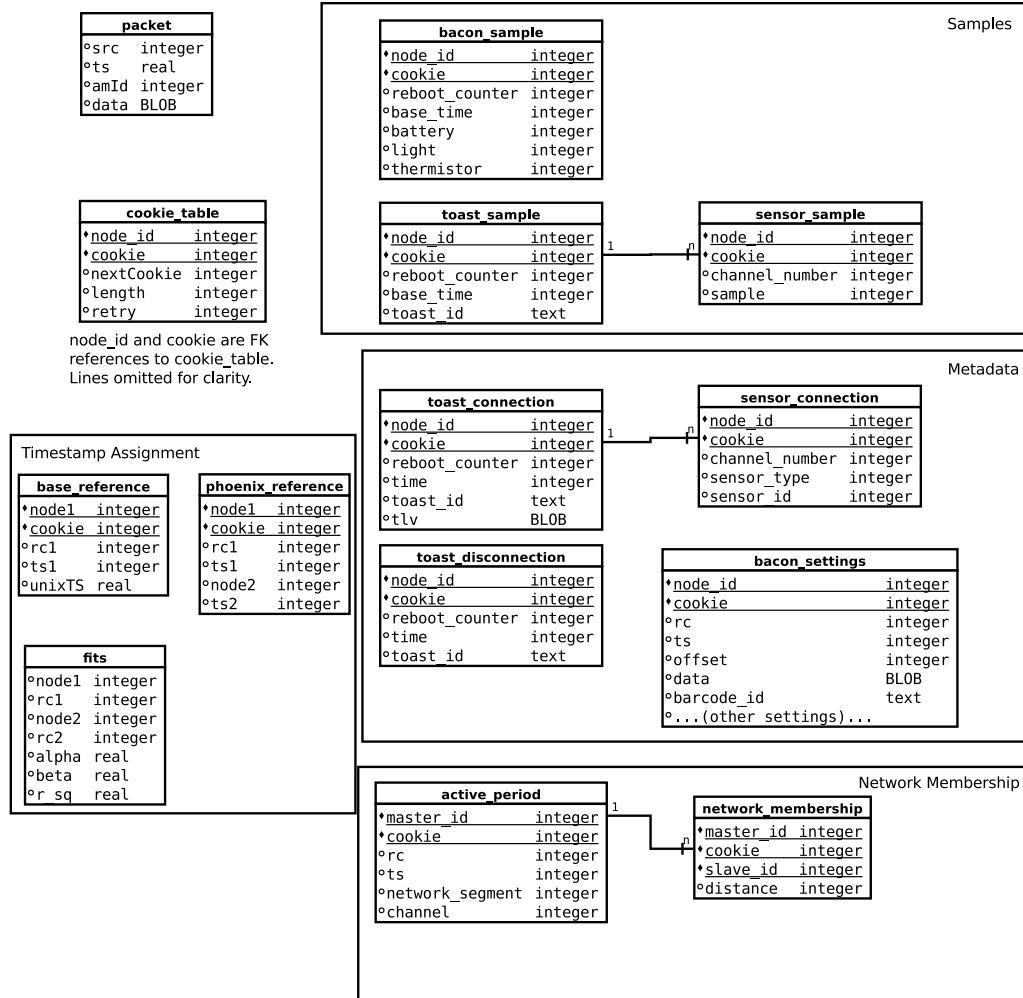 packet
src integer
ts real
amId integer
data BLOB
cookie_table
node_id integer
cookie integer
nextCookie integer
length integer
retry integer
node_id and cookie are FK
references to cookie_table.
Lines omitted for clarity.
Samples
bacon_sample
node_id integer
cookie integer
reboot_counter integer
base_time integer
battery integer
light integer
thermistor integer
toast_sample
node_id integer
cookie integer
reboot_counter integer
base_time integer
toast_id text
1
n
sensor_sample
node_id integer
cookie integer
channel_number integer
sample integer
Metadata
toast_connection
node_id integer
cookie integer
reboot_counter integer
time integer
toast_id text
tlv BLOB
1
n
sensor_connection
node_id integer
cookie integer
channel_number integer
sensor_type integer
sensor_id integer
toast_disconnection
node_id integer
cookie integer
reboot_counter integer
time integer
toast_id text
bacon_settings
node_id integer
cookie integer
rc integer
ts integer
offset integer
data BLOB
barcode_id text
...(other settings)...
Timestamp Assignment
base_reference
node1 integer
cookie integer
rc1 integer
ts1 integer
unixTS real
phoenix_reference
node1 integer
cookie integer
rc1 integer
ts1 integer
node2 integer
ts2 integer
fits
node1 integer
rc1 integer
node2 integer
rc2 integer
alpha real
beta real
r_sq real
Network Membership
active_period
master_id integer
cookie integer
rc integer
ts integer
network_segment integer
channel integer
1
n
network_membership
master_id integer
cookie integer
slave_id integer
distance integer